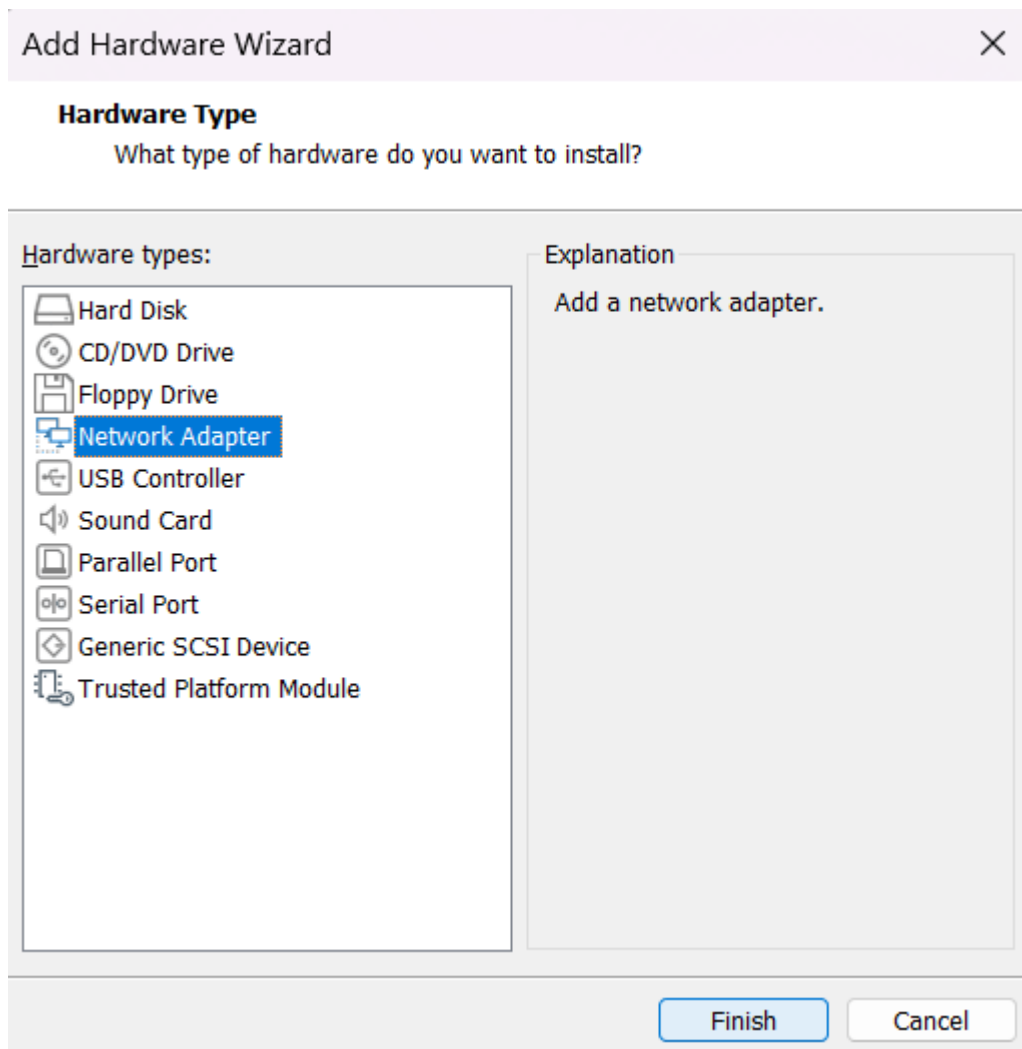 Add Hardware Wizard
Hardware Type
What type of hardware do you want to install?
Hardware types:
Hard Disk
CD/DVD Drive
Floppy Drive
Network Adapter
USB Controller
Sound Card
Parallel Port
Serial Port
Generic SCSI Device
Trusted Platform Module
Explanation
Add a network adapter.
Finish
Cancel